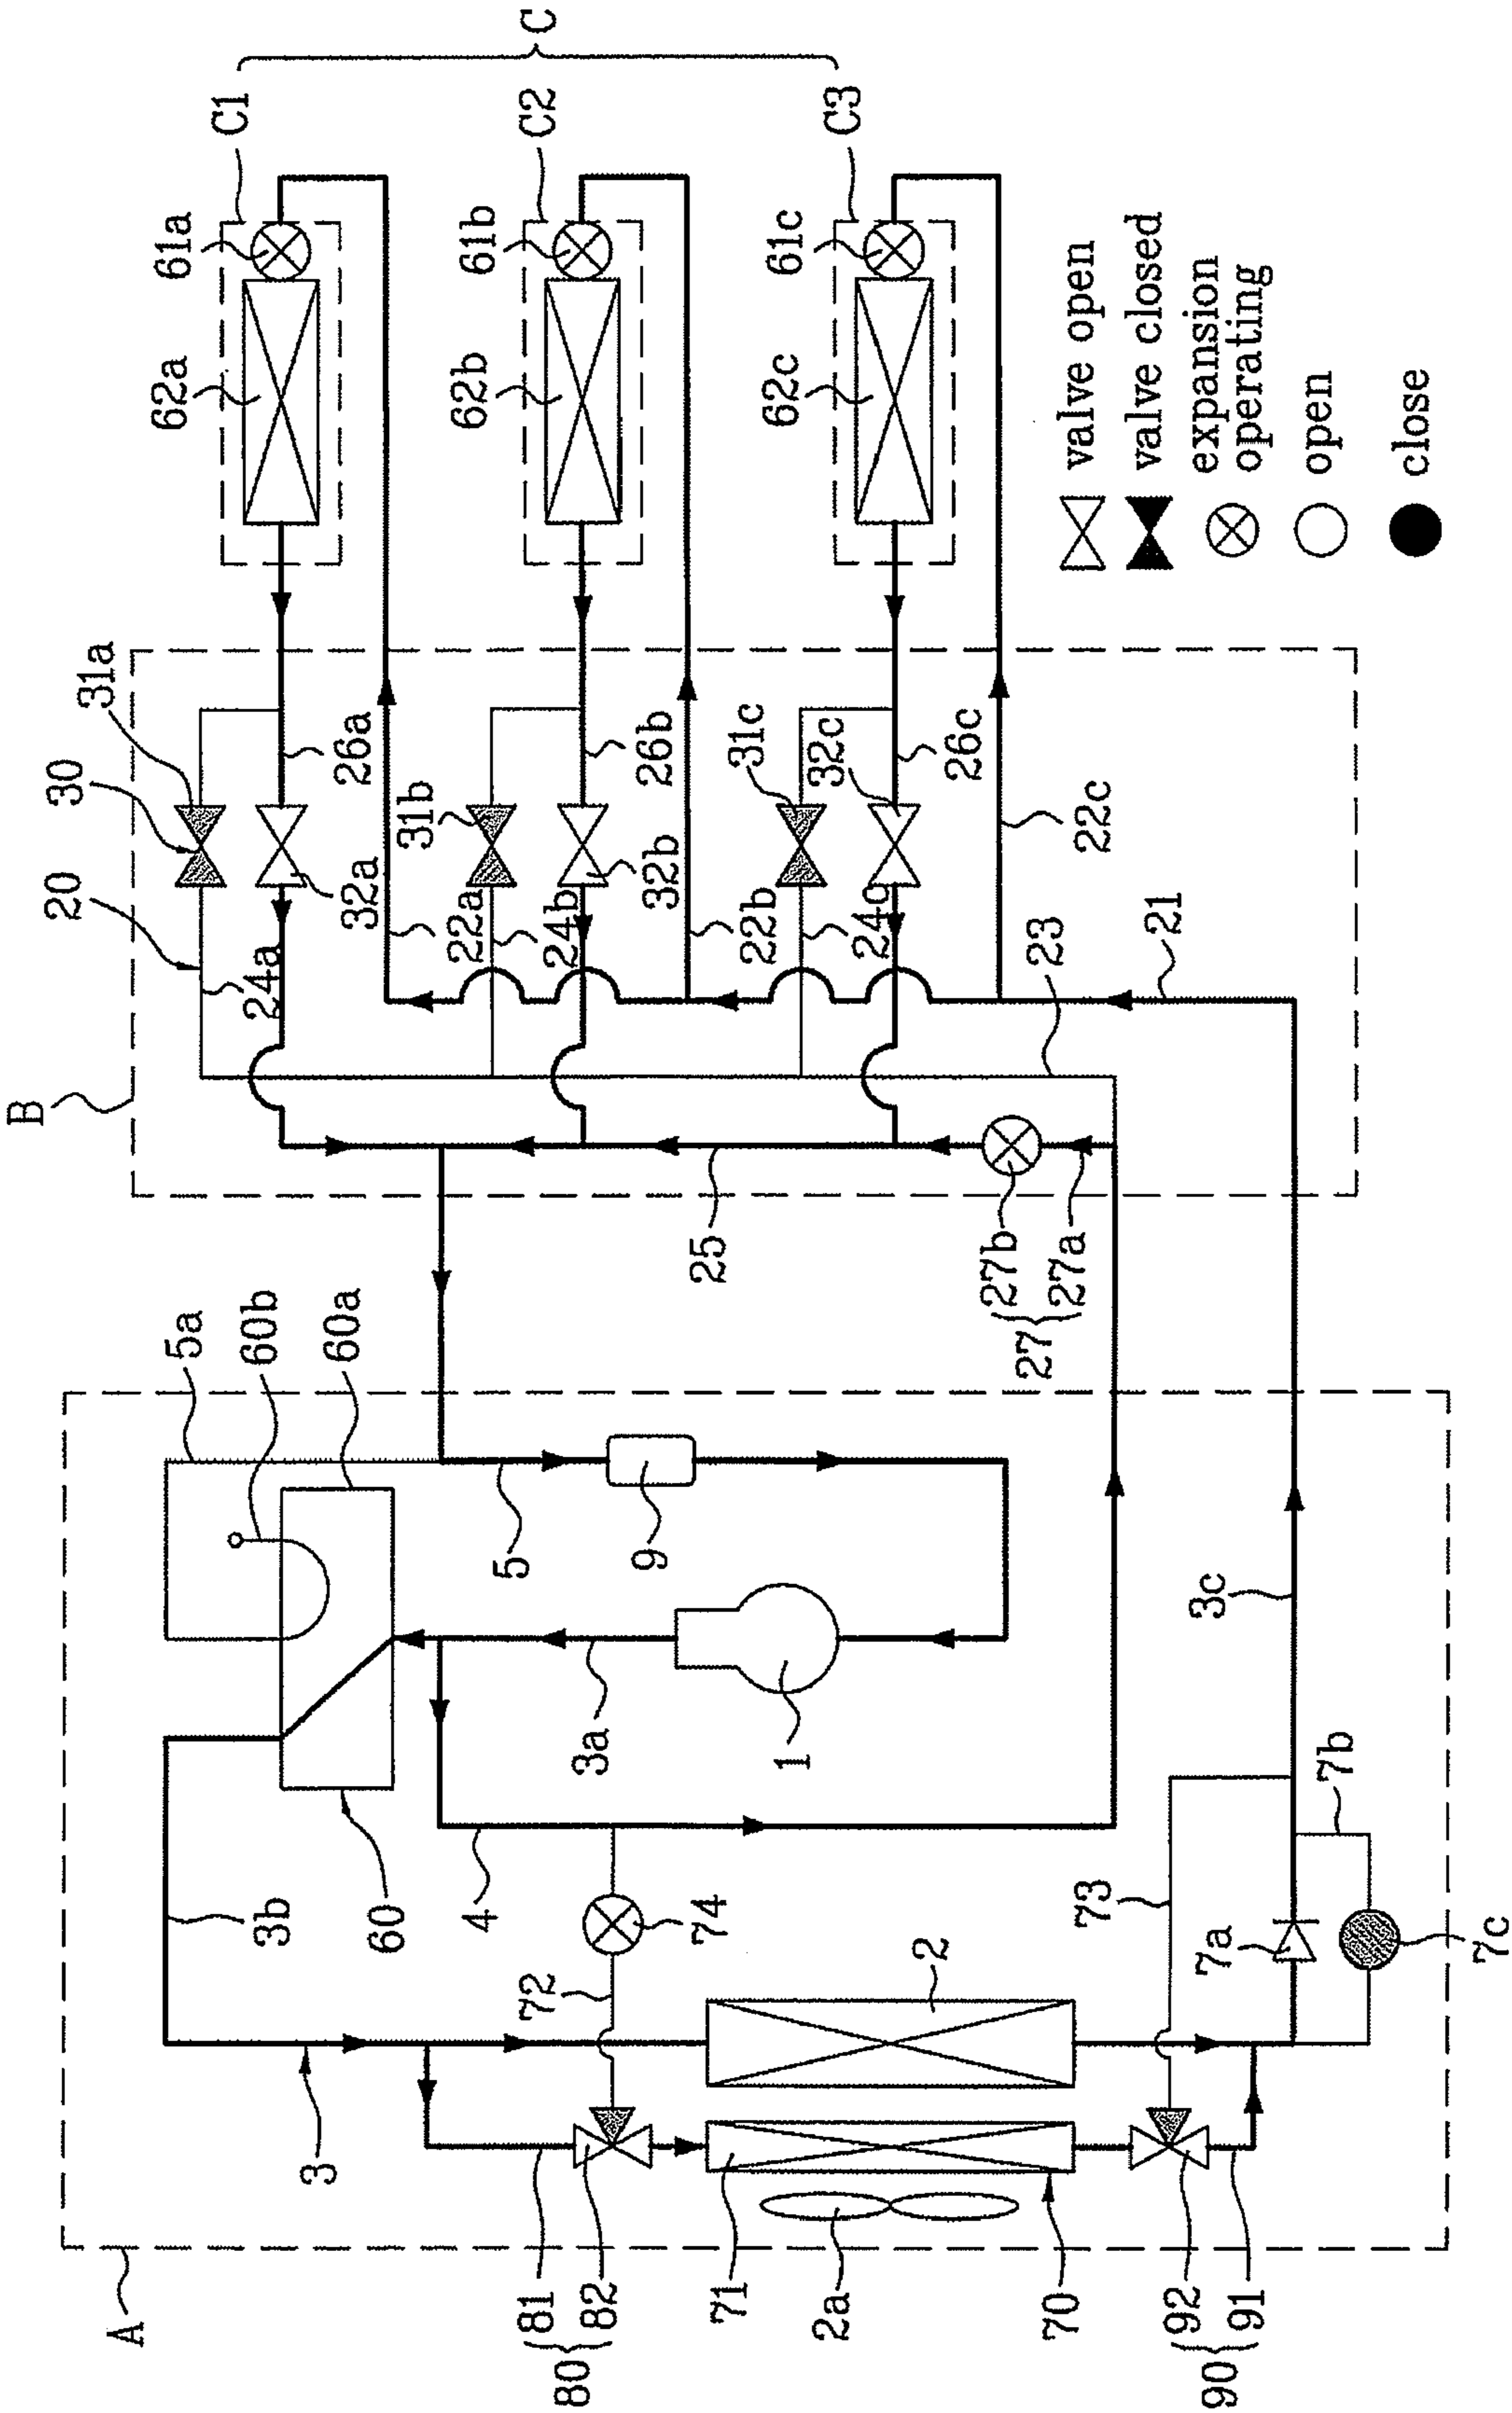 C
C1
C2
C3
61a
61b
61c
62a
62b
62c
valve open
valve closed
expansion
operating
open
close
B
20
30
31a
26a
32a
24a
22a
31b
26b
32b
24b
22b
31c
32c
26c
24c
22c
21
23
25
27b
27a
27
5a
60b
60a
5
9
3a
1
3c
3b
60
4
74
72
2
73
7a
7b
7c
3
A
81
82
80
71
2a
70
92
91
90